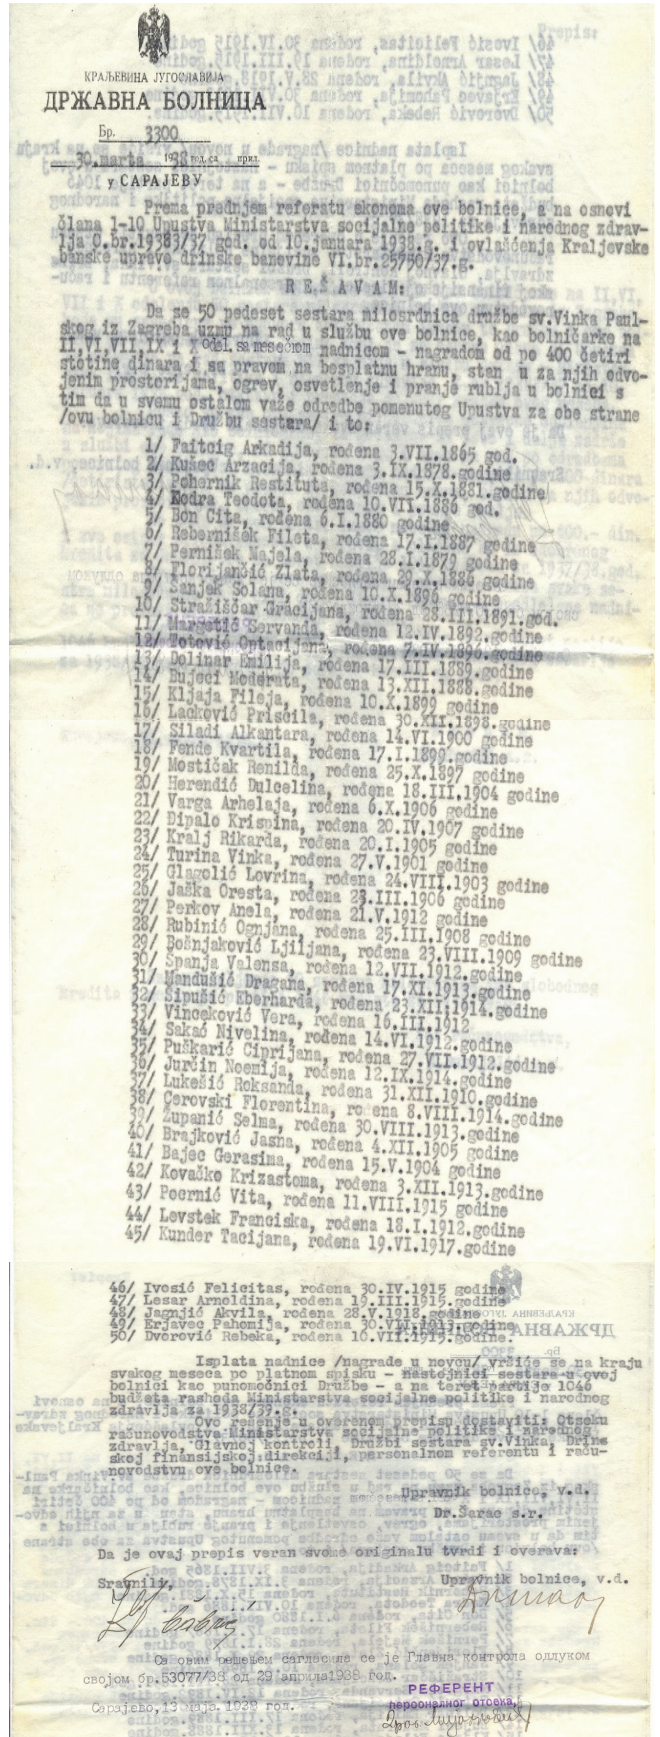 КРАЉЕВИНА ЈУГОСЛАВИЈА
ДРЖАВНА БОЛНИЦА
Бр. 3300
30.marta 1938 год. са прил.
у САРАЈЕВУ
Prema prednjem referatu ekonoma ove bolnice, a na osnovi
člana 1-10 Upustva Ministarstva socijalne politike i narodnog zdrav-
lja O.br.19383/37 god. od 10.januara 1938.g. i ovlašćenja Kraljevske
banske uprave drinske banovine VI.br.25750/37.g.
R E Š A V A M:
Da se 50 pedeset sestara milosrdnica družbe sv.Vinka Paul-
skog iz Zagreba uzmu na rad u službu ove bolnice, kao bolničarke na
II,VI,VII,IX i X odel. sa mesečnom nadnicom - nagradom od po 400 četiri
stotine dinara i sa pravom na besplatnu hranu, stan u za njih odvo-
jenim prostorijama, ogrev, osvetlenje i pranje rublja u bolnici s
tim da u svemu ostalom važe odredbe pomenutog Upustva za obe strane
/ovu bolnicu i Družbu sestara/ i to:
1/ Faitcig Arkadija, rođena 3.VII.1865 god.
2/ Kušec Arzacija, rođena 3.IX.1878.godine
3/ Pohernik Restituta, rođena 15.X.1881.godine
4/ Kodra Teodota, rođena 10.VII.1886 god.
5/ Bon Cita, rođena 6.I.1880 godine
6/ Rebernišek Fileta, rođena 17.I.1887 godine
7/ Pernišek Najela, rođena 28.I.1879 godine
8/ Florijančić Zlata, rođena 29.X.1886 godine
9/ Šanjek Solana, rođena 10.X.1896 godine
10/ Strašiščar Gracijana, rođena 28.III.1891.god.
11/ Margetić Servanda, rođena 12.IV.1892.godine
12/ Totović Optacijana, rođena 7.IV.1896.godine
13/ Dolinar Emilija, rođena 17.III.1889.godine
14/ Bujeci Moderata, rođena 13.XII.1888.godine
15/ Kljaja Fileja, rođena 10.X.1899 godine
16/ Lacković Priscila, rođena 30.XII.1898.godine
17/ Siladi Alkantara, rođena 14.VI.1900 godine
18/ Fende Kvartila, rođena 17.I.1899.godine
19/ Mostičak Renilda, rođena 25.X.1897 godine
20/ Herendić Dulcelina, rođena 18.III.1904 godine
21/ Varga Arhelaja, rođena 6.X.1906 godine
22/ Dipalo Krispina, rođena 20.IV.1907 godine
23/ Kralj Rikarda, rođena 20.I.1905 godine
24/ Turina Vinka, rođena 27.V.1901 godine
25/ Glagolić Lovrina, rođena 24.VIII.1903 godine
26/ Jaška Oresta, rođena 23.III.1906 godine
27/ Perkov Anela, rođena 21.V.1912 godine
28/ Rubinić Ognjana, rođena 25.III.1908 godine
29/ Bošnjaković Ljiljana, rođena 23.VIII.1909 godine
30/ Španja Valensa, rođena 12.VII.1912.godine
31/ Mandušić Dragana, rođena 17.XI.1913.godine
32/ Šipušić Eberharda, rođena 23.XII.1914.godine
33/ Vinceković Vera, rođena 16.III.1912
34/ Sakač Nivelina, rođena 14.VI.1912.godine
35/ Puškarić Ciprijana, rođena 27.VII.1912.godine
36/ Jurčin Noemija, rođena 12.IX.1914.godine
37/ Lukešić Roksanda, rođena 31.XII.1910.godine
38/ Cerovski Florentina, rođena 8.VIII.1914.godine
39/ Županić Selma, rođena 30.VIII.1913.godine
40/ Brajković Jasna, rođena 4.XII.1905 godine
41/ Bajec Gerasima, rođena 15.V.1904 godine
42/ Kovačko Krizastoma, rođena 3.XII.1913.godine
43/ Pocrnić Vita, rođena 11.VIII.1915 godine
44/ Levstek Franciska, rođena 18.I.1912.godine
45/ Kunder Tacijana, rođena 19.VI.1917.godine
46/ Ivosić Felicitas, rođena 30.IV.1915 godine
47/ Lesar Arnoldina, rođena 19.III.1915.godine.
48/ Jagnjić Akvila, rođena 28.V.1918.godine
49/ Erjavec Pahomija, rođena 30.VII.1913.godine
50/ Dvorović Rebeka, rođena 10.VII.1915.godine.
Isplata nadnice /nagrade u novcu/ vršiće se na kraju
svakog meseca po platnom spisku - nastojnici sestara u ovoj
bolnici kao punomoćnici Družbe - a na teret partije 1046
budžeta rashoda Ministarstva socijalne politike i narodnog
zdravlja za 1938/39.g.
Ovo rešenje u overenom prepisu dostaviti: Otseku
računovodstva Ministarstva socijalne politike i narodnog
zdravlja, Glavnoj kontroli, Družbi sestara sv.Vinka, Drins
skoj finansijskoj direkciji, personalnom referentu i raču-
novodstvu ove bolnice.
Upravnik bolnice, v.d.
Dr.Šarac s.r.
Da je ovaj prepis veran svome originalu tvrdi i overava:
Sravnili, Upravnik bolnice, v.d.
Са овим решењем сагласила се је Главна контрола одлуком
својом бр.53077/38 од 29 априла 1938 год.
Сарајево, 13 маја 1938 год.
РЕФЕРЕНТ
персоналног отсека,